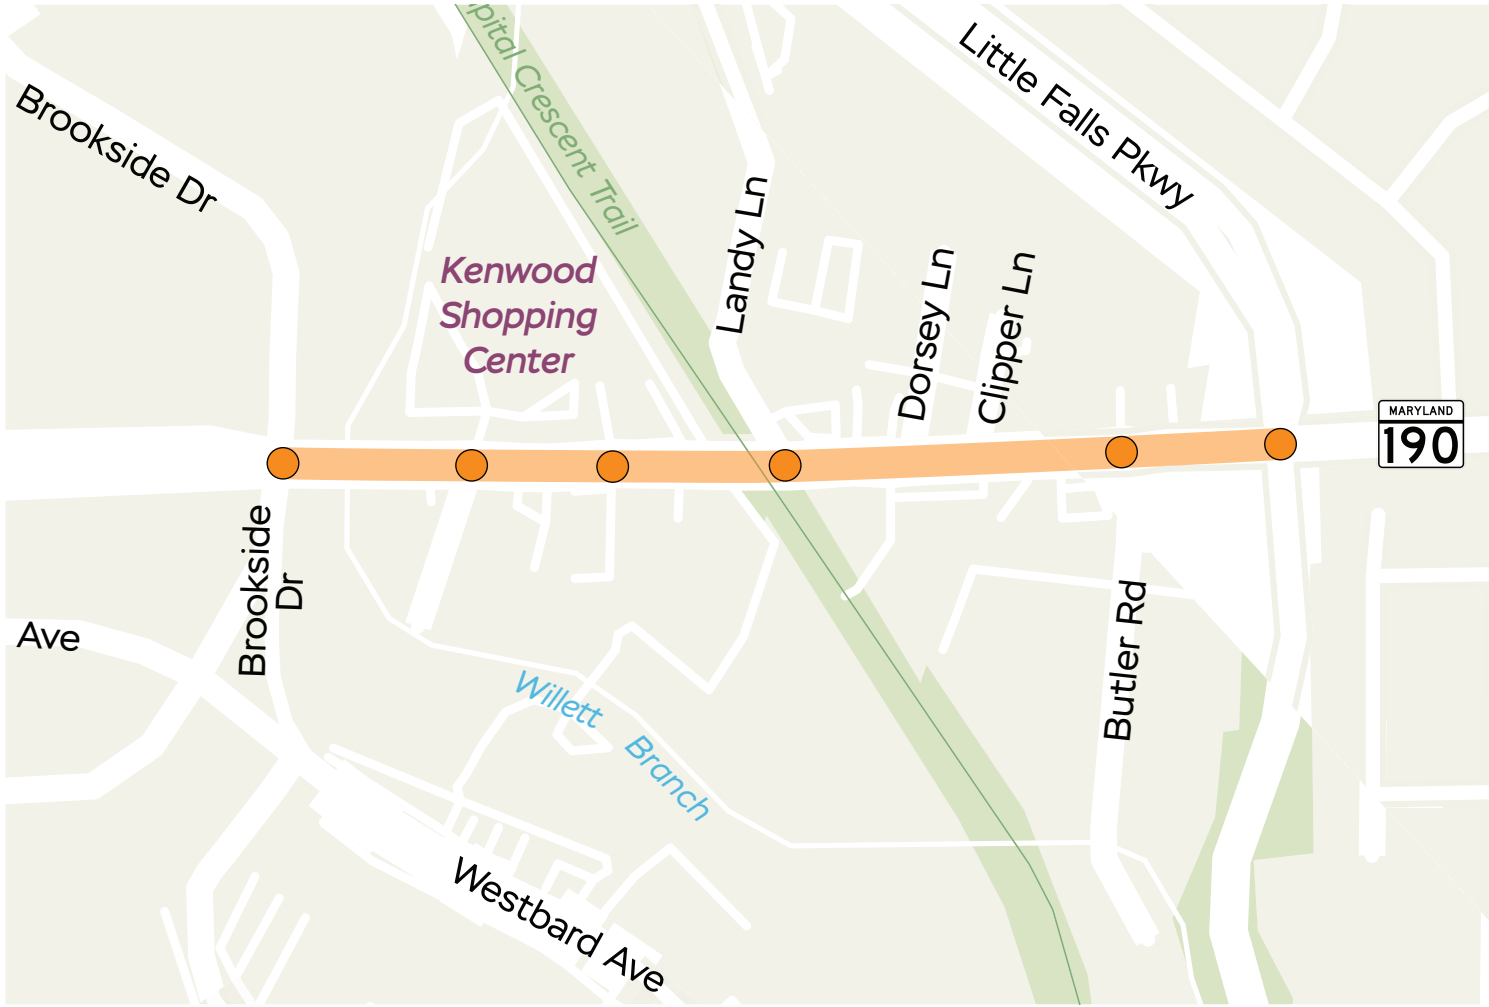 pital Crescent Trail
Little Falls Pkwy
Brookside Dr
Landy Ln
Kenwood
Shopping
Center
Dorsey Ln
Clipper Ln
MARYLAND
190
Brookside
Dr
Ave
Butler Rd
Willett
Branch
Westbard Ave